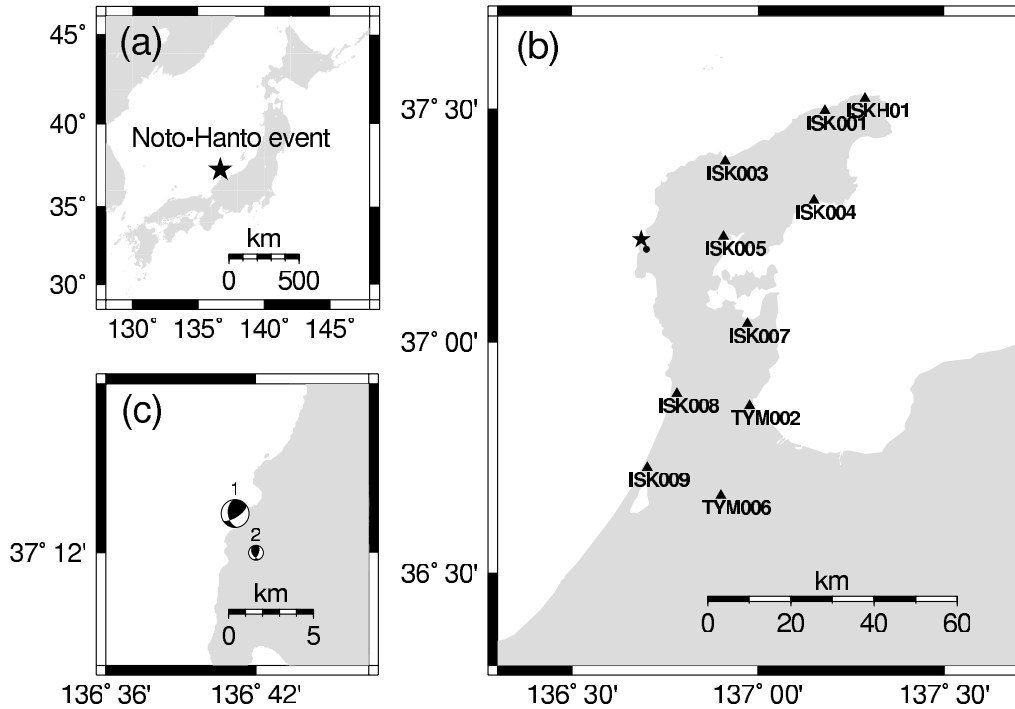 (a)
45˚
40˚
35˚
30˚
Noto-Hanto event
km
0 500
130˚ 135˚ 140˚ 145˚
(b)
37˚ 30'
37˚ 00'
36˚ 30'
ISKH01
ISK001
ISK003
ISK004
ISK005
ISK007
ISK008
TYM002
ISK009
TYM006
km
0 20 40 60
136˚ 30' 137˚ 00' 137˚ 30'
(c)
1
2
37˚ 12'
km
0 5
136˚ 36' 136˚ 42'